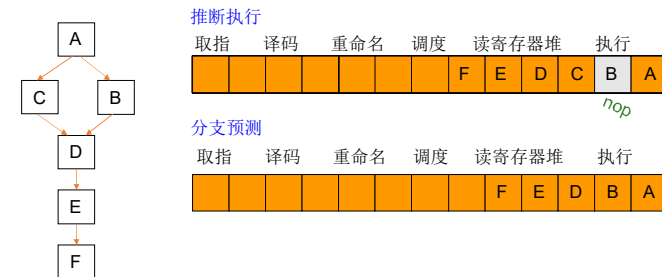 推断执行
取指 译码 重命名 调度 读寄存器堆 执行
F E D C B A
nop
分支预测
取指 译码 重命名 调度 读寄存器堆 执行
F E D B A
A
C B
D
E
F